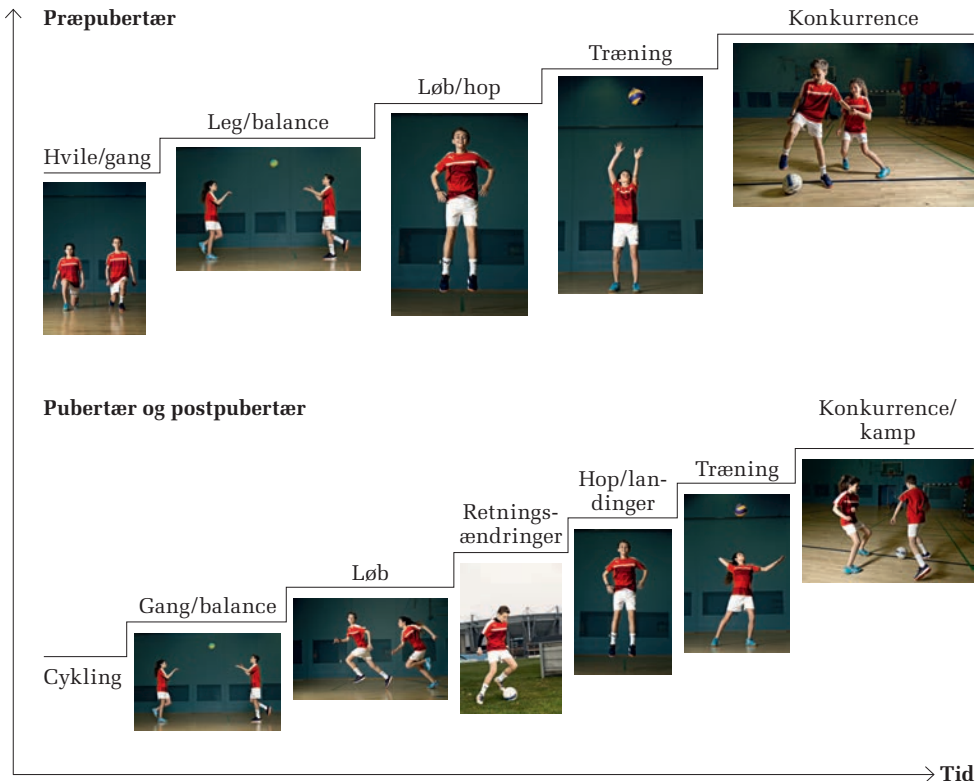 Præpubertær
Hvile/gang
Leg/balance
Løb/hop
Træning
Konkurrence
Pubertær og postpubertær
Cykling
Gang/balance
Løb
Retnings-
ændringer
Hop/lan-
dinger
Træning
Konkurrence/
kamp
Tid